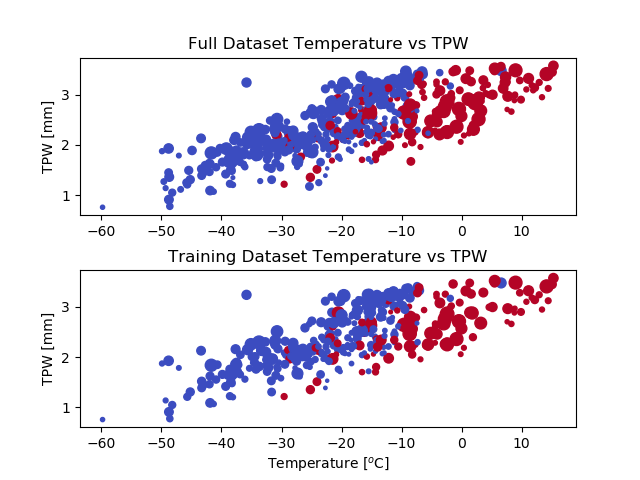 Full Dataset Temperature vs TPW
TPW [mm]
3
2
1
−60 −50 −40 −30 −20 −10 0 10
Training Dataset Temperature vs TPW
TPW [mm]
3
2
1
−60 −50 −40 −30 −20 −10 0 10
Temperature [°C]